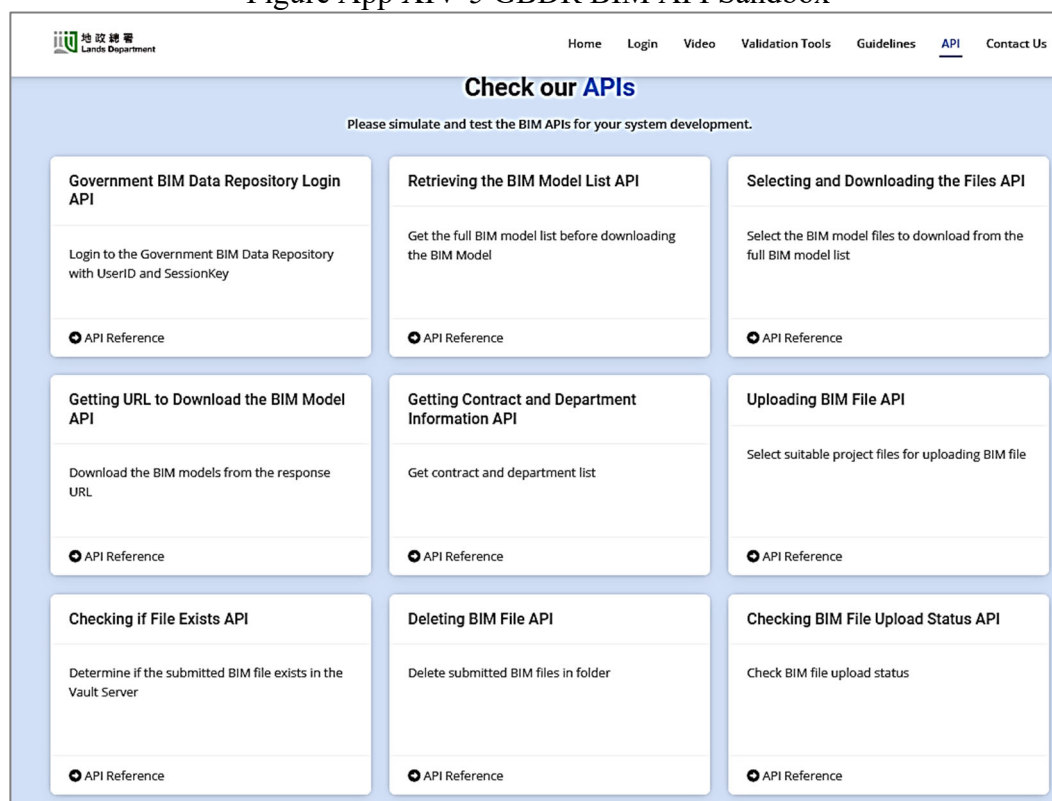 Figure App XIV-5 GBDR BIM API Sandbox
地政總署
Lands Department
Home Login Video Validation Tools Guidelines API Contact Us
Check our APIs
Please simulate and test the BIM APIs for your system development.
Government BIM Data Repository Login
API
Login to the Government BIM Data Repository
with UserID and SessionKey
API Reference
Retrieving the BIM Model List API
Get the full BIM model list before downloading
the BIM Model
API Reference
Selecting and Downloading the Files API
Select the BIM model files to download from the
full BIM model list
API Reference
Getting URL to Download the BIM Model
API
Download the BIM models from the response
URL
API Reference
Getting Contract and Department
Information API
Get contract and department list
API Reference
Uploading BIM File API
Select suitable project files for uploading BIM file
API Reference
Checking if File Exists API
Determine if the submitted BIM file exists in the
Vault Server
API Reference
Deleting BIM File API
Delete submitted BIM files in folder
API Reference
Checking BIM File Upload Status API
Check BIM file upload status
API Reference